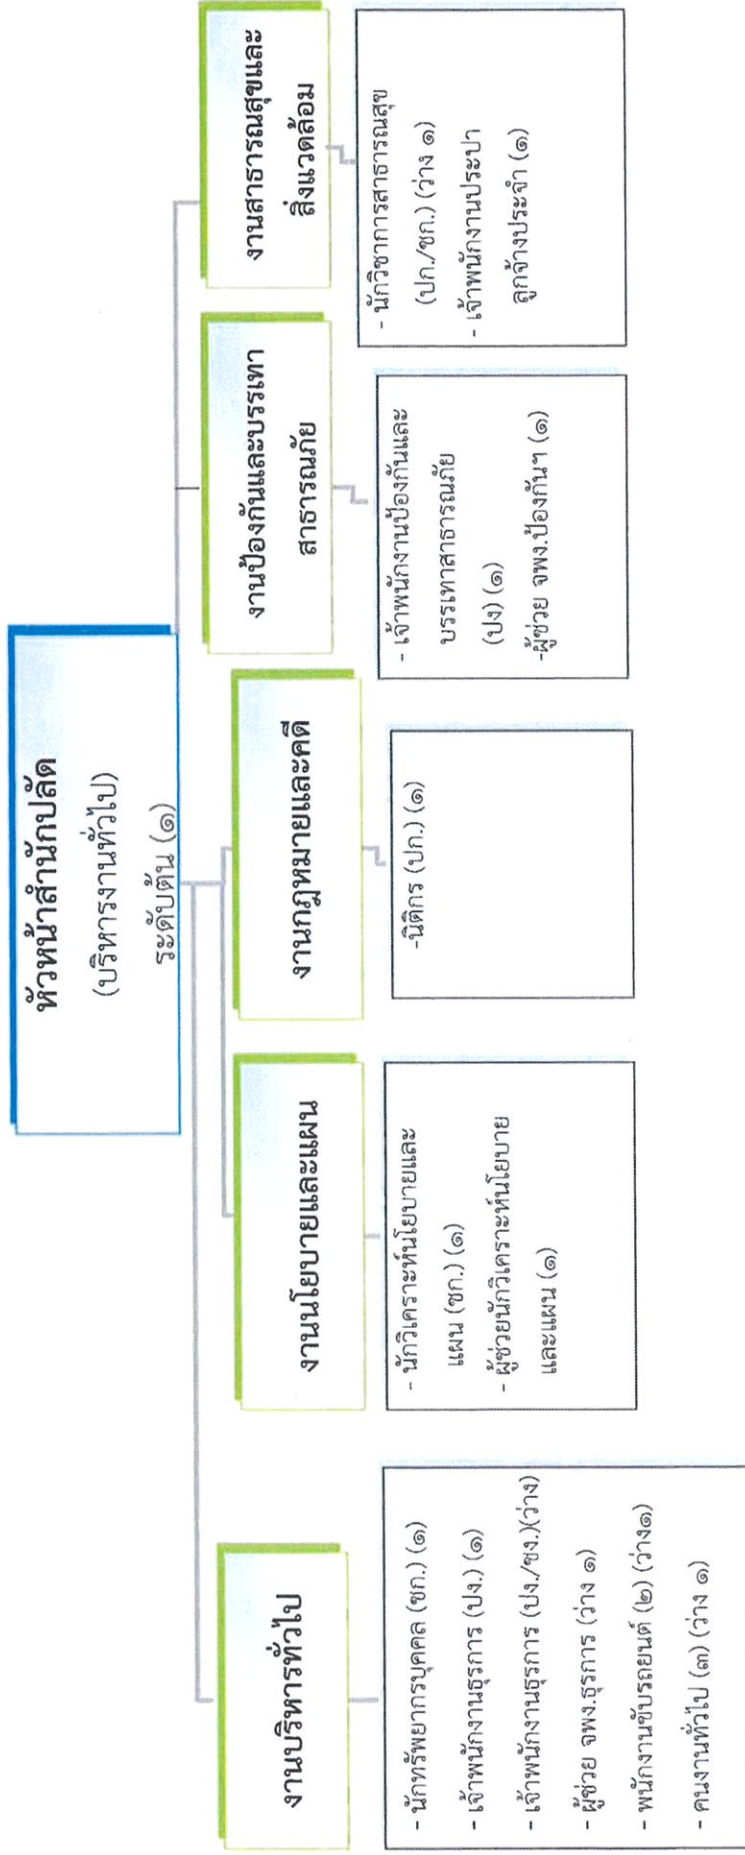 หัวหน้าสำนักปลัด
(บริหารงานทั่วไป)
ระดับต้น (๑)
งานบริหารทั่วไป
- นักทรัพยากรบุคคล (ชก.) (๑)
- เจ้าพนักงานธุรการ (ปง.) (๑)
- เจ้าพนักงานธุรการ (ปง./ชง.)(ว่าง)
- ผู้ช่วย จพง.ธุรการ (ว่าง ๑)
- พนักงานขับรถยนต์ (๒) (ว่าง๑)
- คนงานทั่วไป (๓) (ว่าง ๑)
งานนโยบายและแผน
- นักวิเคราะห์นโยบายและ
แผน (ชก.) (๑)
- ผู้ช่วยนักวิเคราะห์นโยบาย
และแผน (๑)
งานกฎหมายและคดี
-นิติกร (ปก.) (๑)
งานป้องกันและบรรเทา
สาธารณภัย
- เจ้าพนักงานป้องกันและ
บรรเทาสาธารณภัย
(ปง) (๑)
-ผู้ช่วย จพง.ป้องกันฯ (๑)
งานสาธารณสุขและ
สิ่งแวดล้อม
- นักวิชาการสาธารณสุข
(ปก./ชก.) (ว่าง ๑)
- เจ้าพนักงานประปา
ลูกจ้างประจำ (๑)